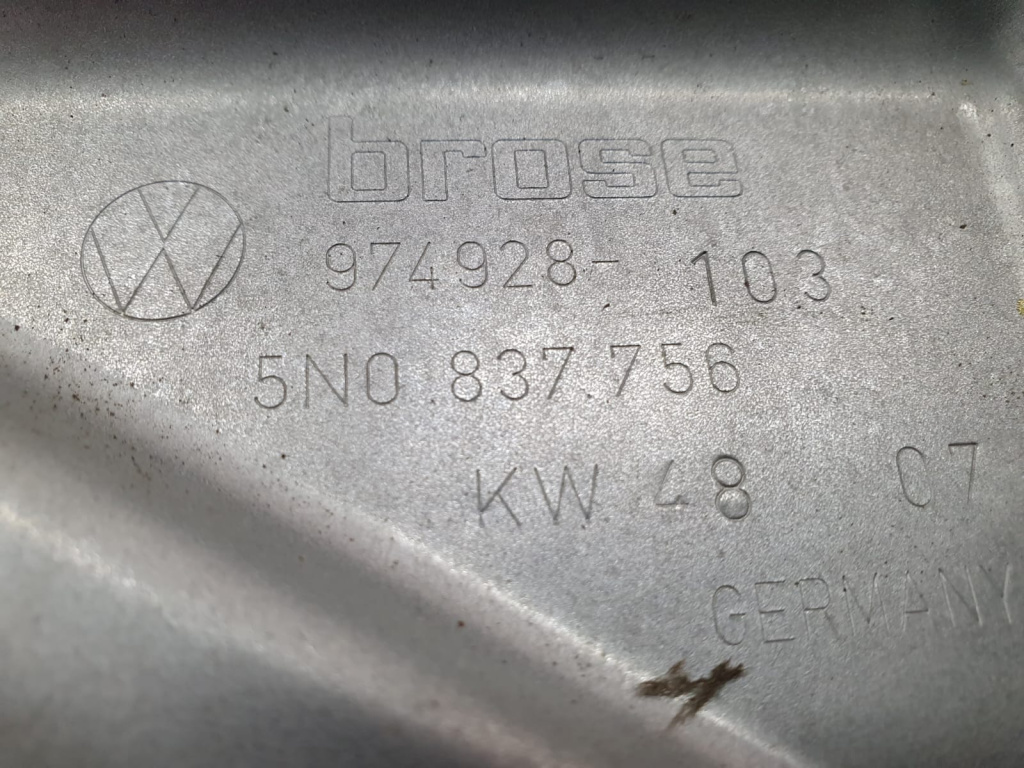 brose
974928- 103
5N0 837 756
KW 48 07
GERMANY